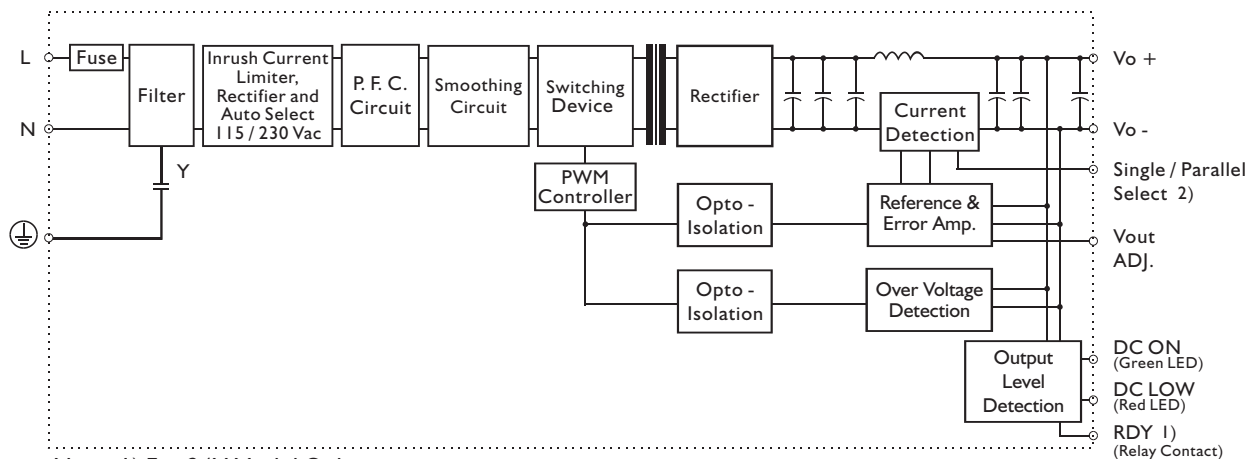 L
Fuse
N
Filter
Inrush Current
Limiter,
Rectifier and
Auto Select
115 / 230 Vac
P. F. C.
Circuit
Smoothing
Circuit
Switching
Device
Rectifier
Current
Detection
Vo +
Vo -
Y
PWM
Controller
Opto -
Isolation
Reference &
Error Amp.
Single / Parallel
Select 2)
Vout
ADJ.
Opto -
Isolation
Over Voltage
Detection
Output
Level
Detection
DC ON
(Green LED)
DC LOW
(Red LED)
RDY 1)
(Relay Contact)